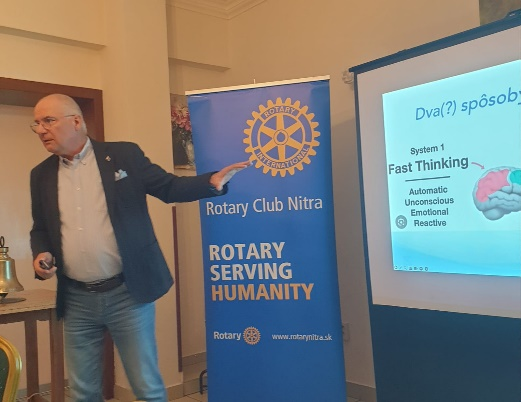 ROTARY
INTERNATIONAL
Rotary Club Nitra
ROTARY
SERVING
HUMANITY
Rotary
www.rotarynitra.sk
Dva(?) spôsoby
System 1
Fast Thinking
Automatic
Unconscious
Emotional
Reactive